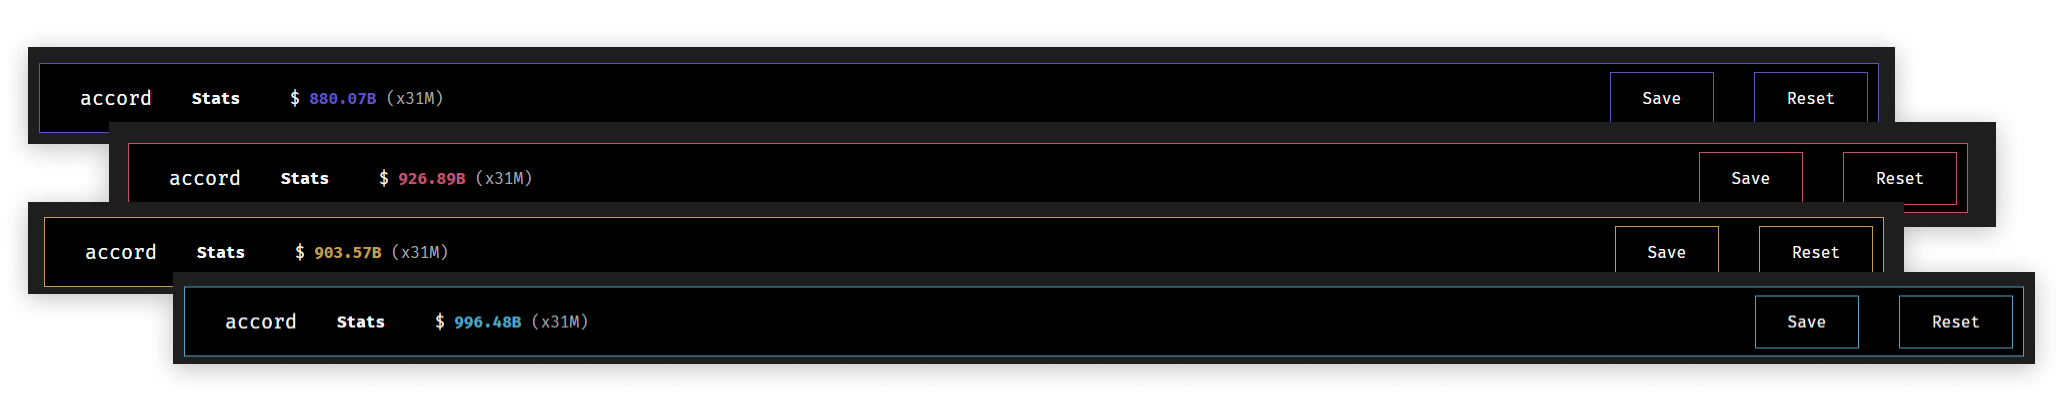 accord Stats $ 880.07B (x31M) Save Reset
accord Stats $ 926.89B (x31M) Save Reset
accord Stats $ 903.57B (x31M) Save Reset
accord Stats $ 996.48B (x31M) Save Reset